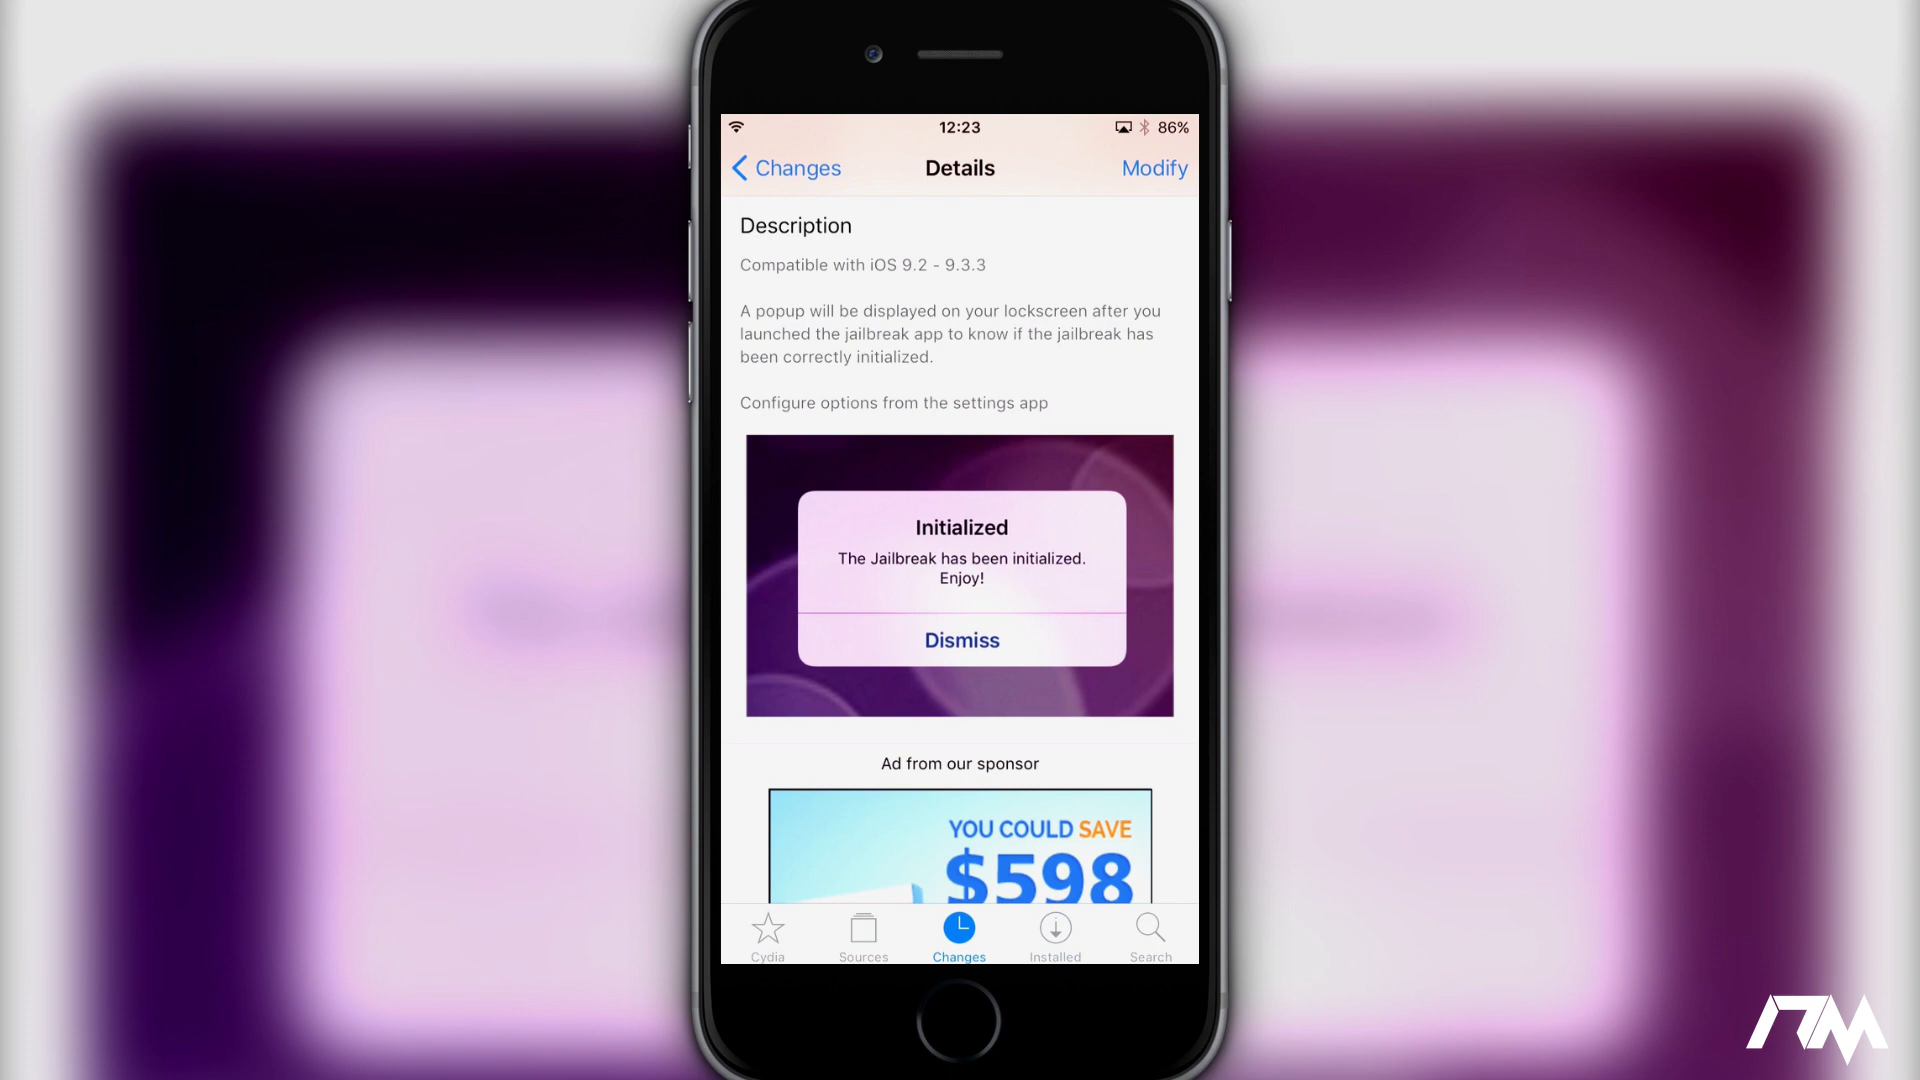 12:23
86%
Changes
Details
Modify
Description
Compatible with iOS 9.2 - 9.3.3
A popup will be displayed on your lockscreen after you
launched the jailbreak app to know if the jailbreak has
been correctly initialized.
Configure options from the settings app
Initialized
The Jailbreak has been initialized.
Enjoy!
Dismiss
Ad from our sponsor
YOU COULD SAVE
$598
Cydia
Sources
Changes
Installed
Search